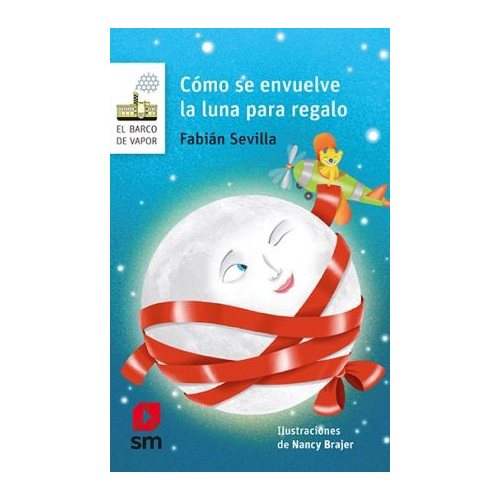 Cómo se envuelve
la luna para regalo
Fabián Sevilla
EL BARCO
DE VAPOR
sm
Ilustraciones
de Nancy Brajer